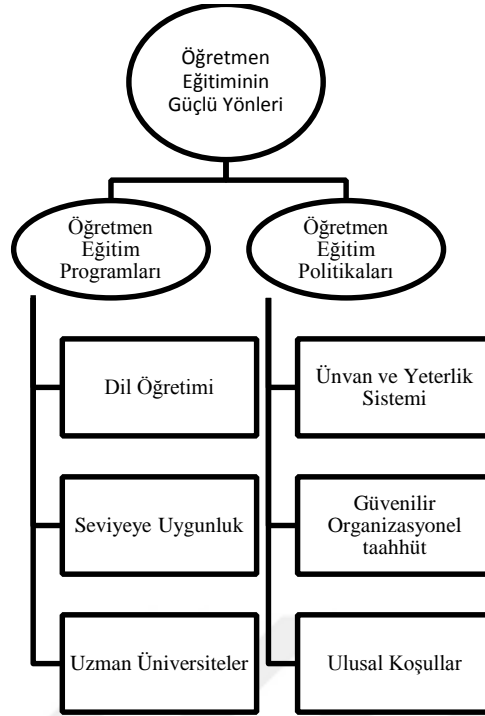 Öğretmen
Eğitiminin
Güçlü Yönleri
Öğretmen
Eğitim
Programları
Öğretmen
Eğitim
Politikaları
Dil Öğretimi
Ünvan ve Yeterlik
Sistemi
Seviyeye Uygunluk
Güvenilir
Organizasyonel
taahhüt
Uzman Üniversiteler
Ulusal Koşullar